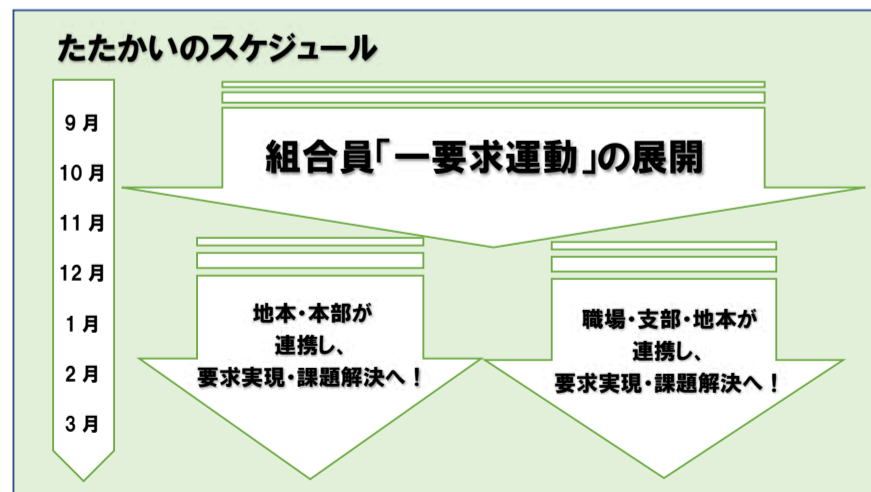 たたかいのスケジュール
9月
10月
11月
12月
1月
2月
3月
組合員「一要求運動」の展開
地本・本部が
連携し、
要求実現・課題解決へ！
職場・支部・地本が
連携し、
要求実現・課題解決へ！